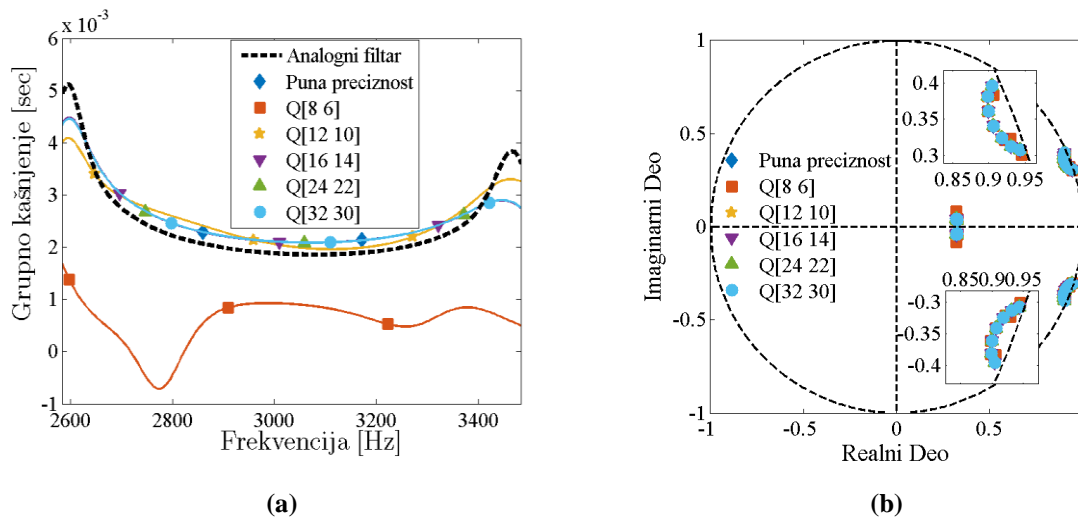 x 10⁻³
6
5
4
3
2
1
0
-1
2600
2800
3000
3200
3400
Grupno kašnjenje [sec]
Frekvencija [Hz]
Analogni filtar
Puna preciznost
Q[8 6]
Q[12 10]
Q[16 14]
Q[24 22]
Q[32 30]
(a)
1
0.5
0
-0.5
-1
-1
-0.5
0
0.5
Imaginarni Deo
Realni Deo
Puna preciznost
Q[8 6]
Q[12 10]
Q[16 14]
Q[24 22]
Q[32 30]
0.4
0.35
0.3
0.85 0.9 0.95
0.85 0.90 0.95
-0.3
-0.35
-0.4
(b)